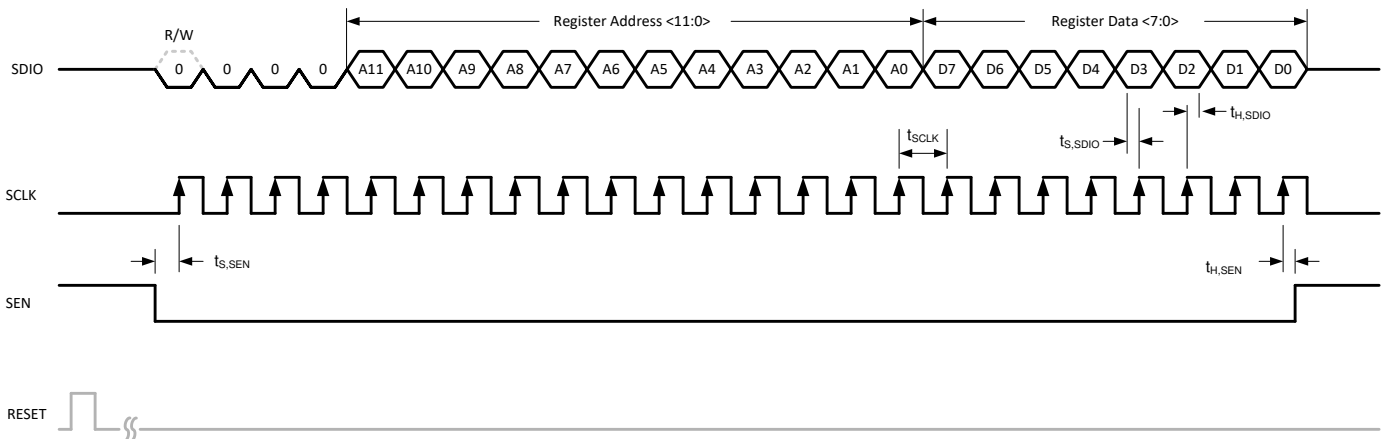 Register Address <11:0>
Register Data <7:0>
R/W
SDIO
0 0 0 0 A11 A10 A9 A8 A7 A6 A5 A4 A3 A2 A1 A0 D7 D6 D5 D4 D3 D2 D1 D0
tH,SDIO
tSCLK
tS,SDIO
SCLK
tS,SEN
tH,SEN
SEN
RESET